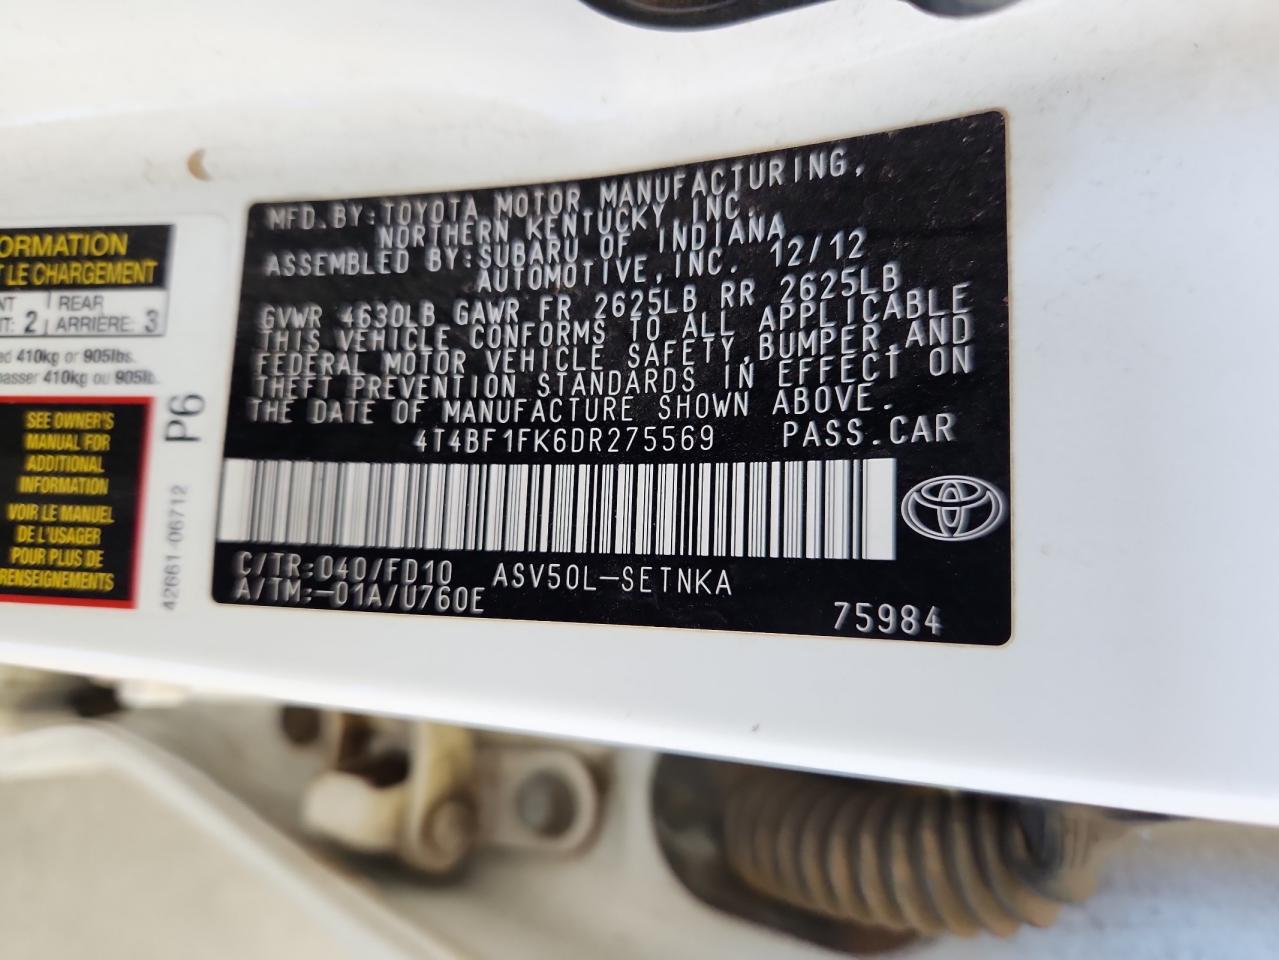 ORMATION
T LE CHARGEMENT
NT
T: 2
REAR
ARRIÈRE: 3
ed 410kg or 905lbs.
passer 410kg ou 905lb.
SEE OWNER'S
MANUAL FOR
ADDITIONAL
INFORMATION
VOIR LE MANUEL
DE L'USAGER
POUR PLUS DE
RENSEIGNEMENTS
P6
42661-06712
MFD.BY:TOYOTA MOTOR MANUFACTURING,
NORTHERN KENTUCKY,INC.
ASSEMBLED BY:SUBARU OF INDIANA
AUTOMOTIVE,INC. 12/12
GVWR 4630LB GAWR FR 2625LB RR 2625LB
THIS VEHICLE CONFORMS TO ALL APPLICABLE
FEDERAL MOTOR VEHICLE SAFETY,BUMPER,AND
THEFT PREVENTION STANDARDS IN EFFECT ON
THE DATE OF MANUFACTURE SHOWN ABOVE.
4T4BF1FK6DR275569 PASS.CAR
C/TR:040/FD10 ASV50L-SETNKA
A/TM:-01A/U760E
75984